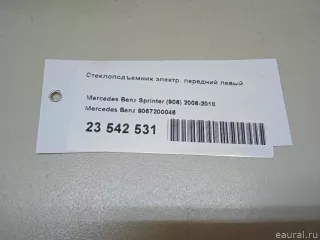 Стеклоподъемник электр. передний левый
Mercedes Benz Sprinter (906) 2006-2018
Mercedes Benz 9067200046
23 542 531
eaural.ru